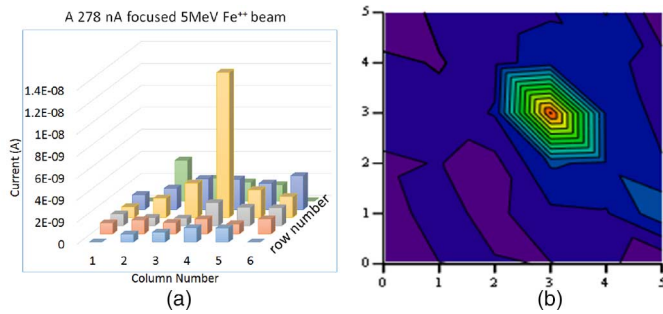 A 278 nA focused 5MeV Fe⁺⁺ beam
(b)
1.4E-08
1.2E-08
1E-08
8E-09
6E-09
4E-09
2E-09
0
Current (A)
1 2 3 4 5 6
Column Number
row number
(a)
5
4
3
2
1
0
0 1 2 3 4 5
(b)